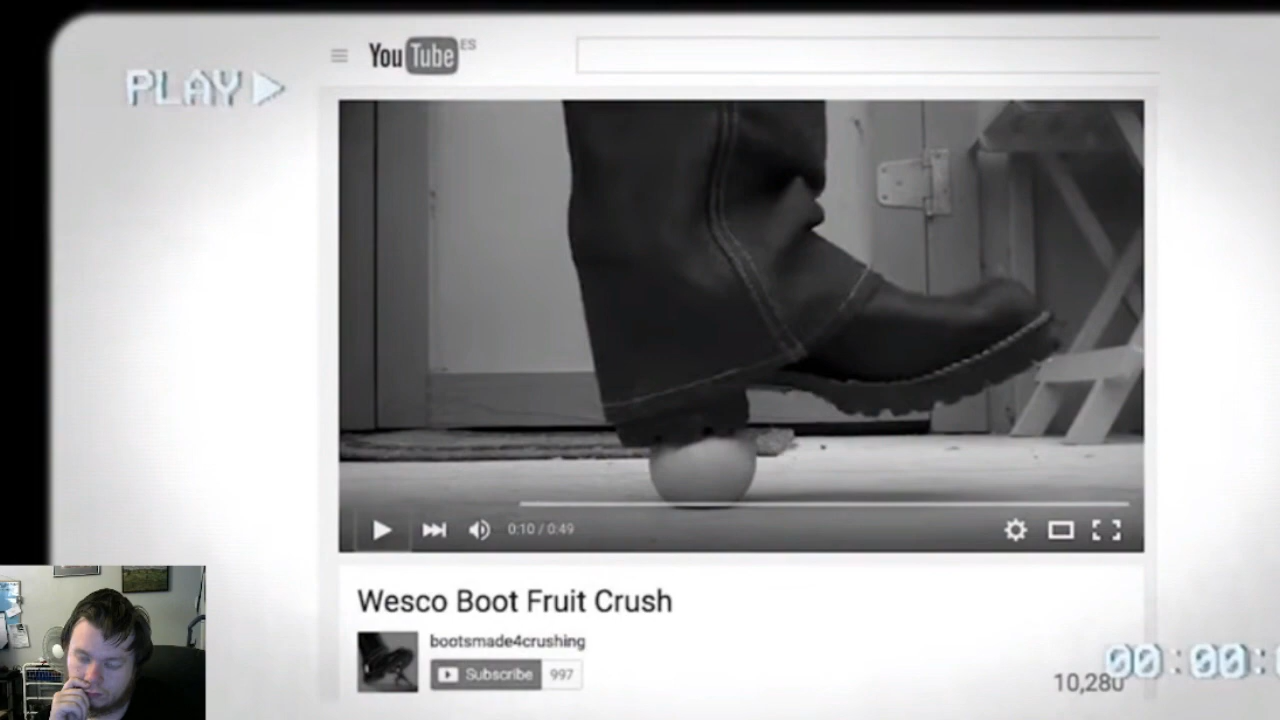 YouTube ES
PLAY
0:10 / 0:49
Wesco Boot Fruit Crush
bootsmade4crushing
Subscribe 997
10,280
00:00: